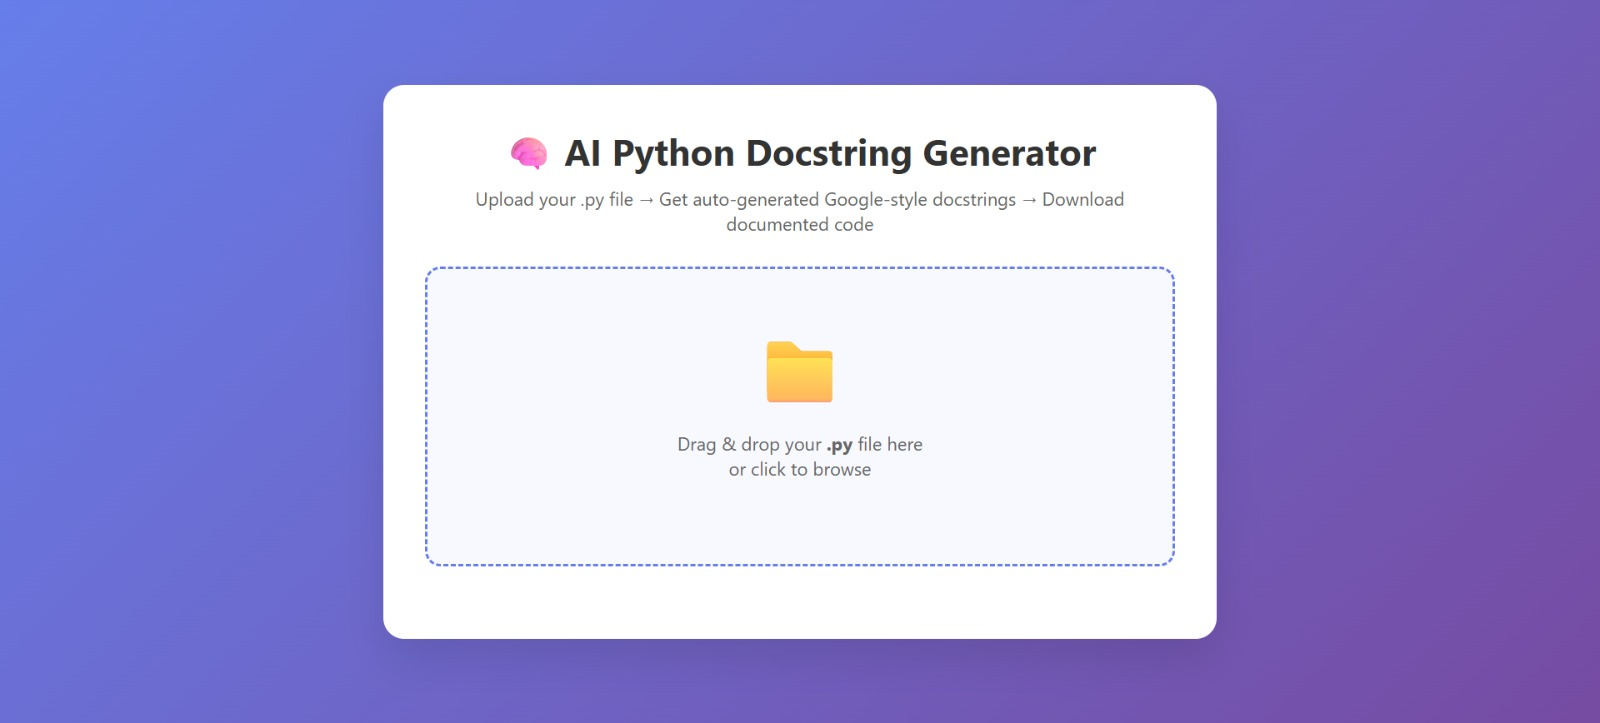 AI Python Docstring Generator
Upload your .py file → Get auto-generated Google-style docstrings → Download
documented code
Drag & drop your .py file here
or click to browse